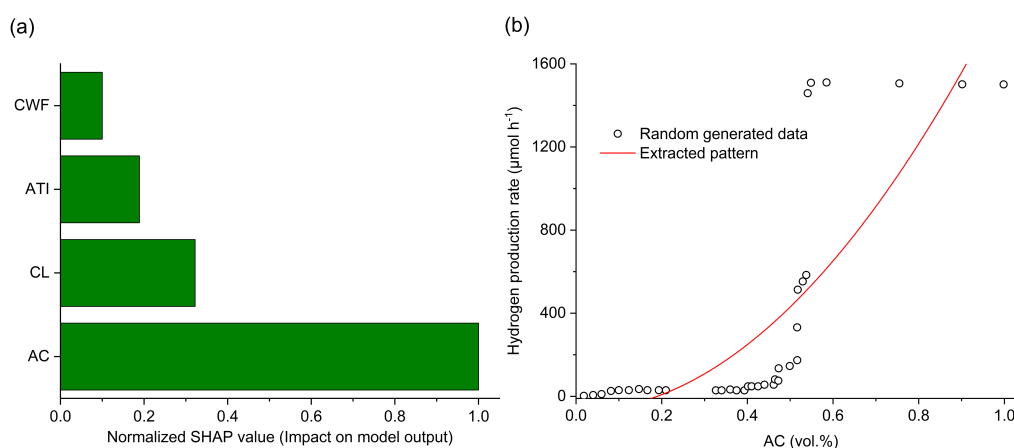 (a)
CWF
ATI
CL
AC
0.0 0.2 0.4 0.6 0.8 1.0
Normalized SHAP value (Impact on model output)
(b)
Hydrogen production rate (μmol h⁻¹)
1600
1200
800
400
0
Random generated data
Extracted pattern
0.0 0.2 0.4 0.6 0.8 1.0
AC (vol.%)